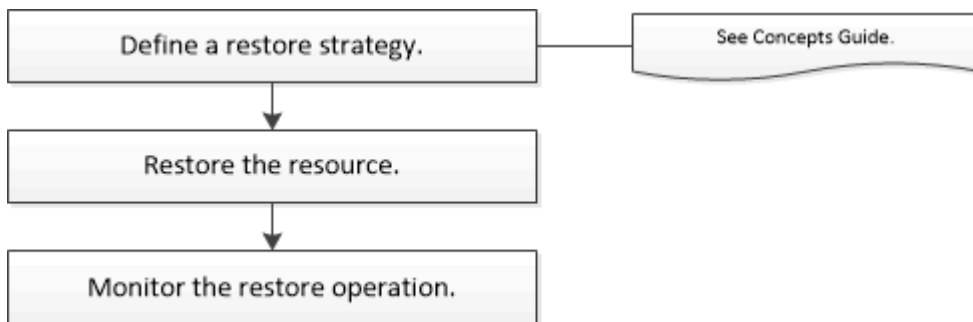 Define a restore strategy.
See Concepts Guide.
Restore the resource.
Monitor the restore operation.